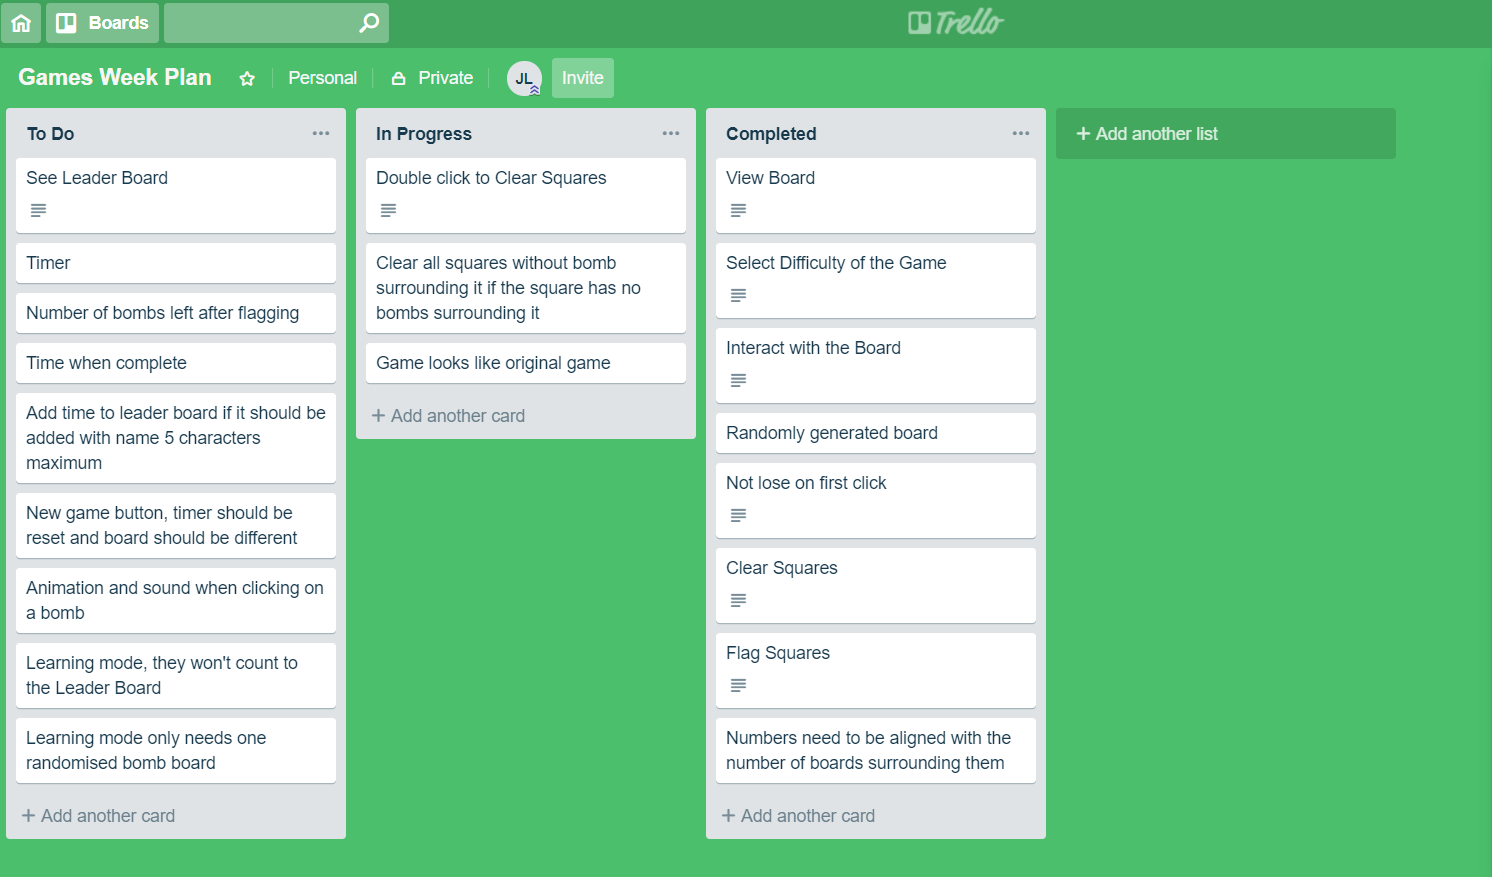 Boards
Trello
Games Week Plan
Personal
Private
JL
Invite
To Do
See Leader Board
Timer
Number of bombs left after flagging
Time when complete
Add time to leader board if it should be
added with name 5 characters
maximum
New game button, timer should be
reset and board should be different
Animation and sound when clicking on
a bomb
Learning mode, they won't count to
the Leader Board
Learning mode only needs one
randomised bomb board
+ Add another card
In Progress
Double click to Clear Squares
Clear all squares without bomb
surrounding it if the square has no
bombs surrounding it
Game looks like original game
+ Add another card
Completed
View Board
Select Difficulty of the Game
Interact with the Board
Randomly generated board
Not lose on first click
Clear Squares
Flag Squares
Numbers need to be aligned with the
number of boards surrounding them
+ Add another card
+ Add another list